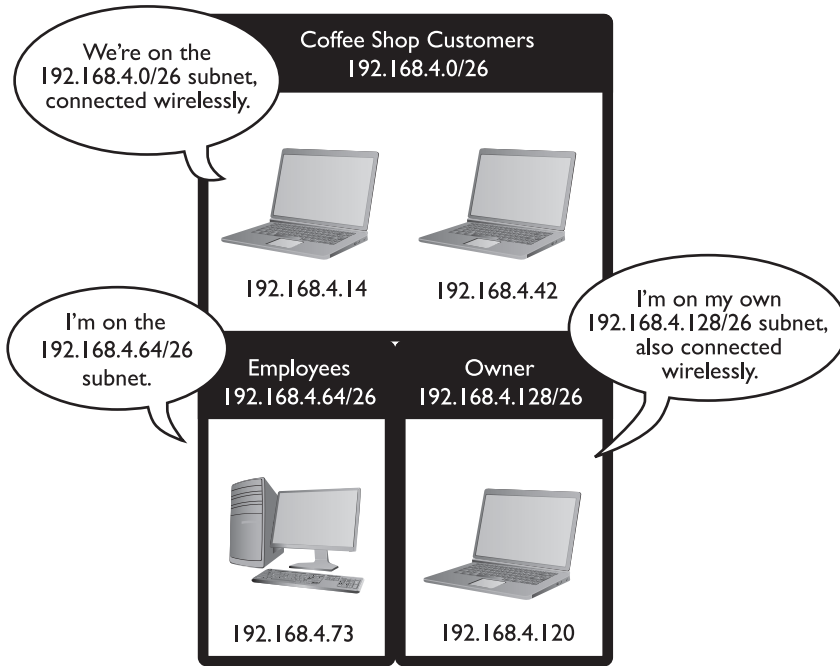 We're on the
192.168.4.0/26 subnet,
connected wirelessly.
Coffee Shop Customers
192.168.4.0/26
192.168.4.14
192.168.4.42
I'm on the
192.168.4.64/26
subnet.
I'm on my own
192.168.4.128/26 subnet,
also connected
wirelessly.
Employees
192.168.4.64/26
Owner
192.168.4.128/26
192.168.4.73
192.168.4.120